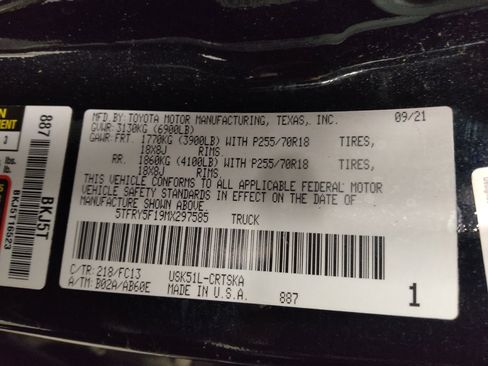 MFD.BY:TOYOTA MOTOR MANUFACTURING, TEXAS, INC. 09/21
GVWR:3130KG (6900LB)
GAWR:FRT. 1770KG (3900LB) WITH P255/70R18 TIRES,
18X8J RIMS,
RR. 1860KG (4100LB) WITH P255/70R18 TIRES,
18X8J RIMS.
THIS VEHICLE CONFORMS TO ALL APPLICABLE FEDERAL MOTOR
VEHICLE SAFETY STANDARDS IN EFFECT ON THE DATE OF
MANUFACTURE SHOWN ABOVE.
5TFRY5F19MX297585 TRUCK
C/TR: 218/FC13 USK51L-CRTSKA
A/TM: B02A/AB60E MADE IN U.S.A. 887 1
887
BKJ5T
BKJ5T16523
lbs.